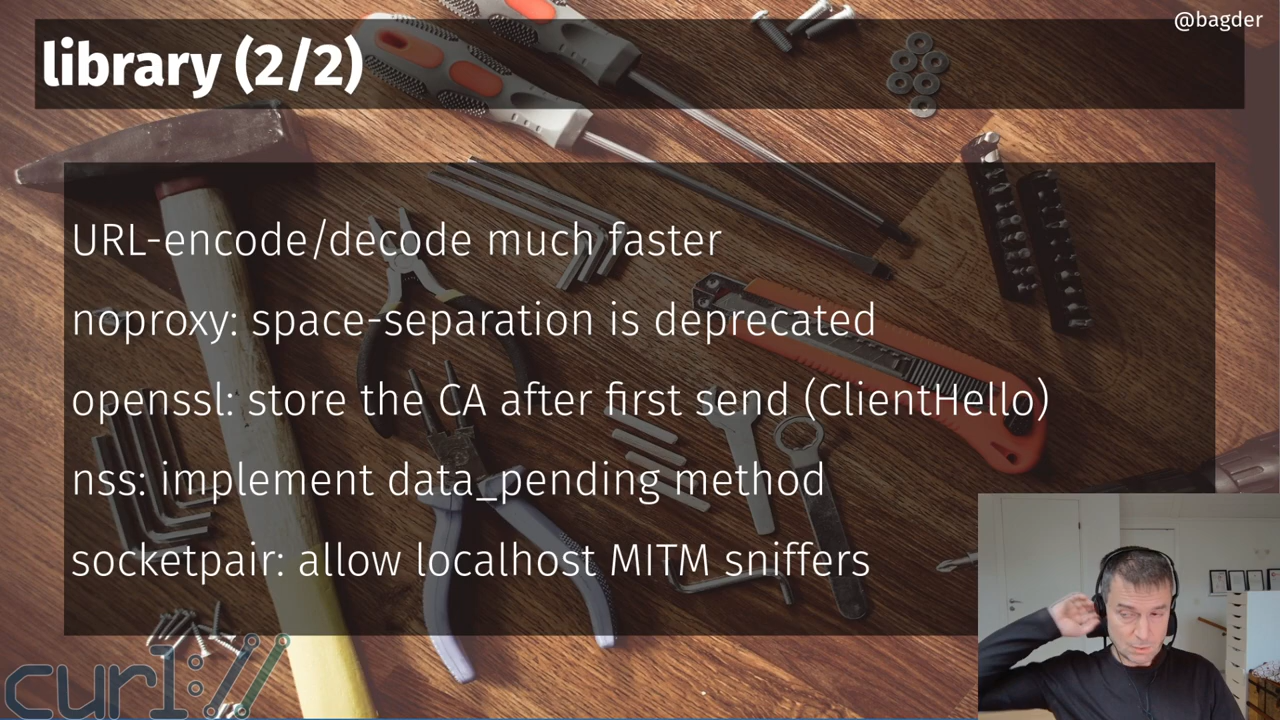 @bagder
library (2/2)
URL-encode/decode much faster
noproxy: space-separation is deprecated
openssl: store the CA after first send (ClientHello)
nss: implement data_pending method
socketpair: allow localhost MITM sniffers
curl://